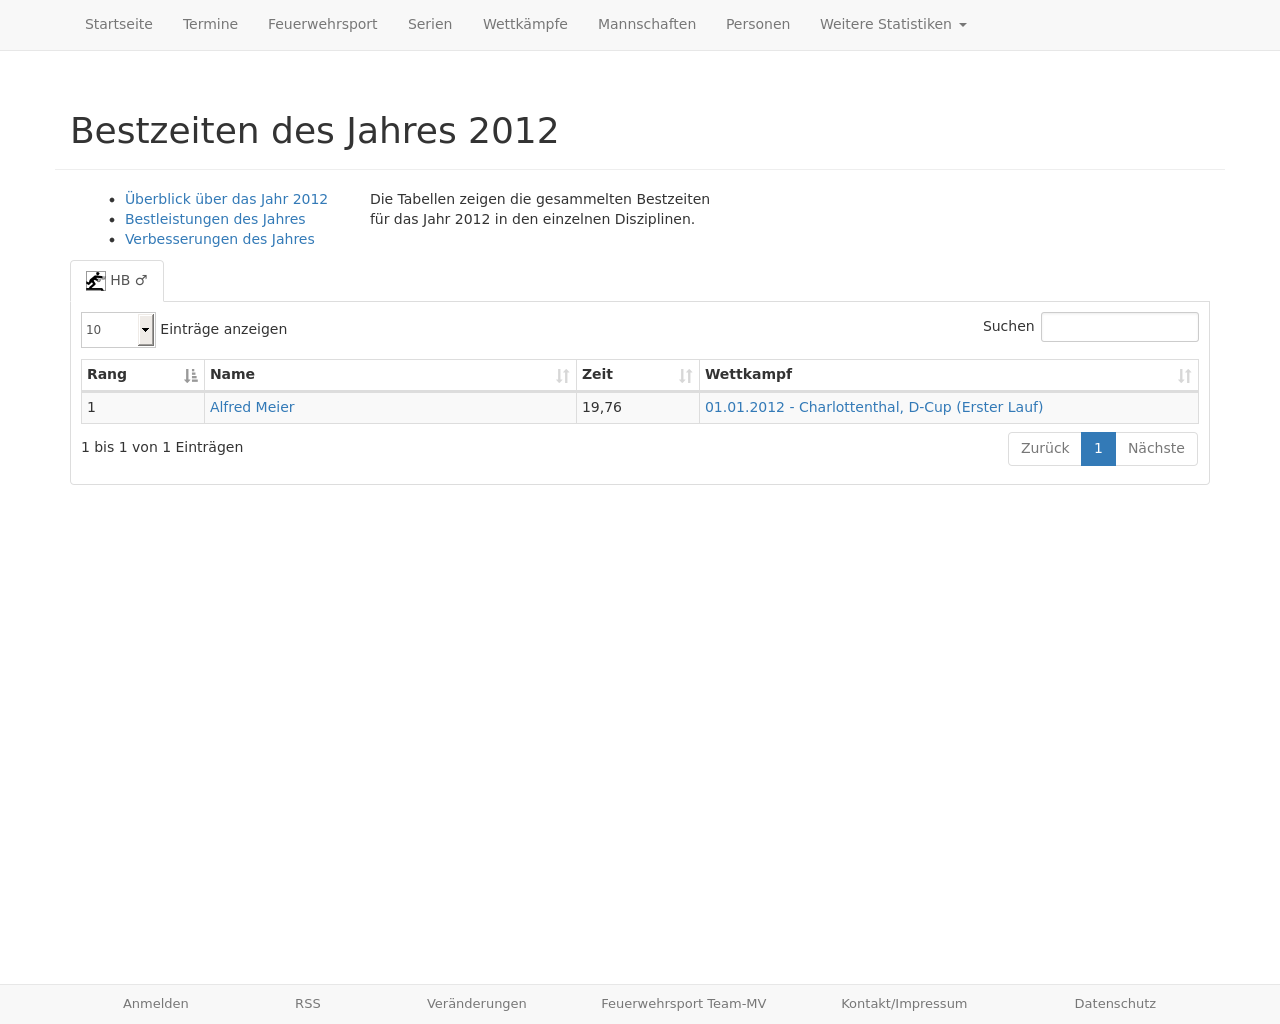 Startseite Termine Feuerwehrsport Serien Wettkämpfe Mannschaften Personen Weitere Statistiken
Bestzeiten des Jahres 2012
Überblick über das Jahr 2012
Bestleistungen des Jahres
Verbesserungen des Jahres
Die Tabellen zeigen die gesammelten Bestzeiten
für das Jahr 2012 in den einzelnen Disziplinen.
HB ♂
10 Einträge anzeigen
Suchen
Rang Name Zeit Wettkampf
1 Alfred Meier 19,76 01.01.2012 - Charlottenthal, D-Cup (Erster Lauf)
1 bis 1 von 1 Einträgen
Zurück 1 Nächste
Anmelden RSS Veränderungen Feuerwehrsport Team-MV Kontakt/Impressum Datenschutz